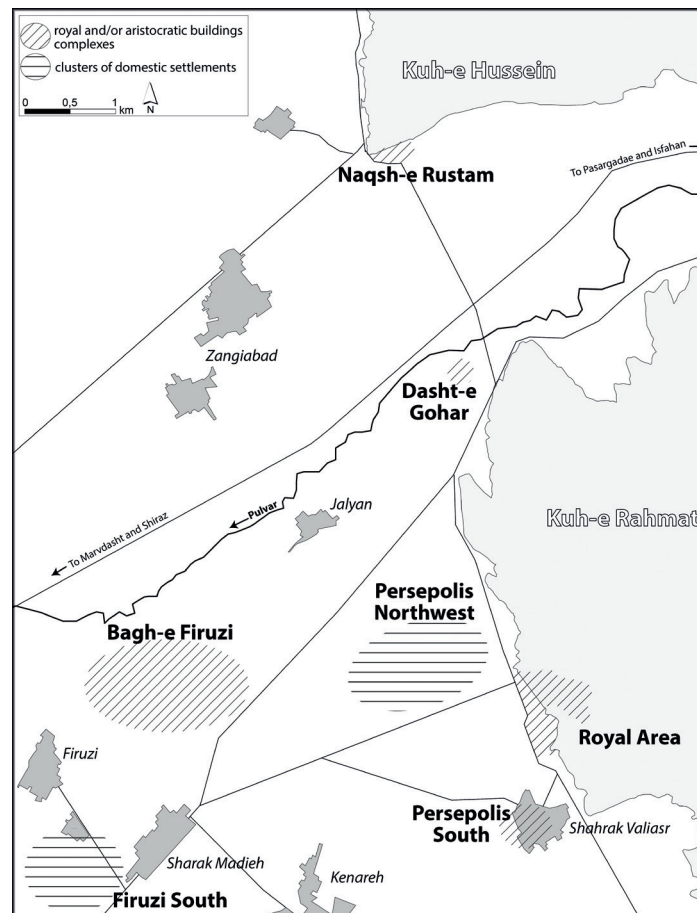 royal and/or aristocratic buildings
complexes
clusters of domestic settlements
0 0,5 1
km
N
Kuh-e Hussein
To Pasargadae and Isfahan
Naqsh-e Rustam
Zangiabad
Dasht-e
Gohar
Jalyan
Pulvar
Kuh-e Rahmat
To Marvdasht and Shiraz
Persepolis
Northwest
Bagh-e Firuzi
Royal Area
Firuzi
Persepolis
South
Shahrak Valiasr
Sharak Madieh
Kenareh
Firuzi South